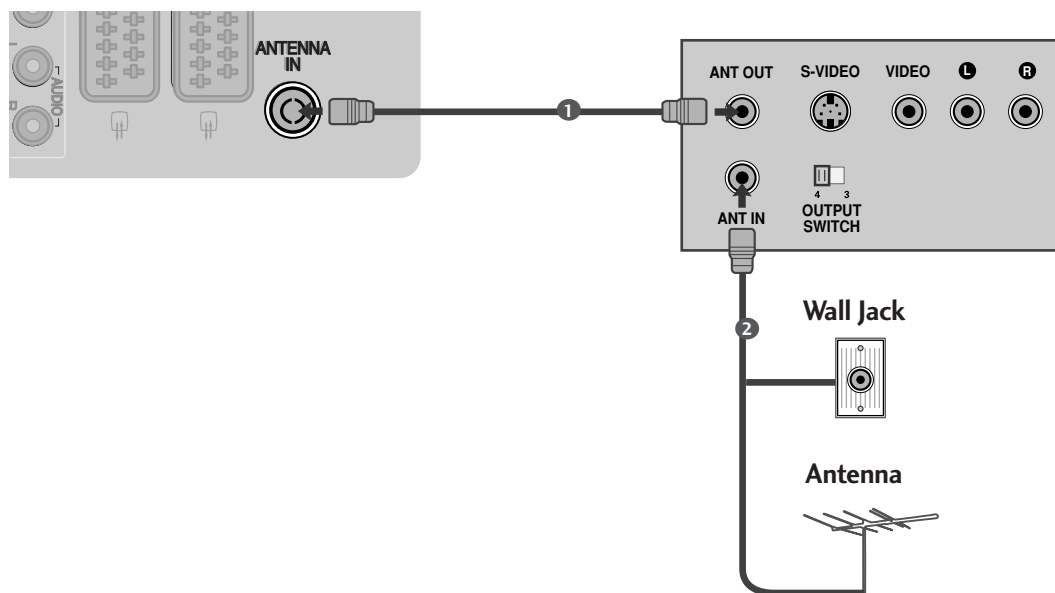 ANTENNA
IN
R
AUDIO
1
ANT OUT
S-VIDEO
VIDEO
L
R
ANT IN
4
3
OUTPUT
SWITCH
2
Wall Jack
Antenna